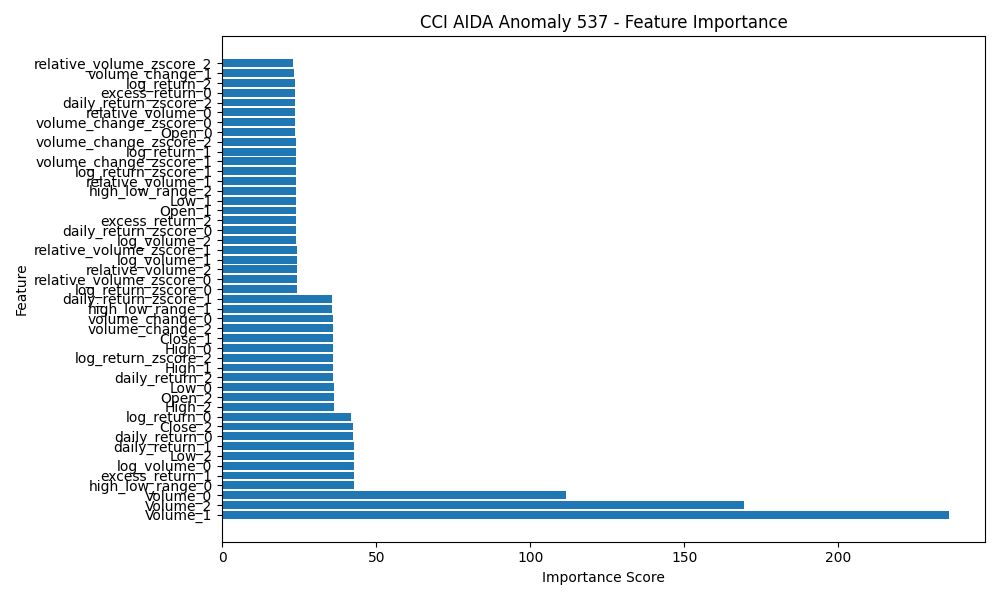 CCI AIDA Anomaly 537 - Feature Importance
relative_volume_zscore_2
volume_change_1
log_return_2
excess_return_0
daily_return_zscore_2
relative_volume_0
volume_change_zscore_0
Open_0
volume_change_zscore_2
log_return_1
volume_change_zscore_1
log_return_zscore_1
relative_volume_1
high_low_range_2
Low_1
Open_1
excess_return_2
daily_return_zscore_0
log_volume_2
relative_volume_zscore_1
log_volume_1
relative_volume_2
relative_volume_zscore_0
log_return_zscore_0
daily_return_zscore_1
high_low_range_1
volume_change_0
volume_change_2
Close_1
High_0
log_return_zscore_2
High_1
daily_return_2
Low_0
Open_2
High_2
log_return_0
Close_2
daily_return_0
daily_return_1
Low_2
log_volume_0
excess_return_1
high_low_range_0
Volume_0
Volume_2
Volume_1
Feature
0 50 100 150 200
Importance Score